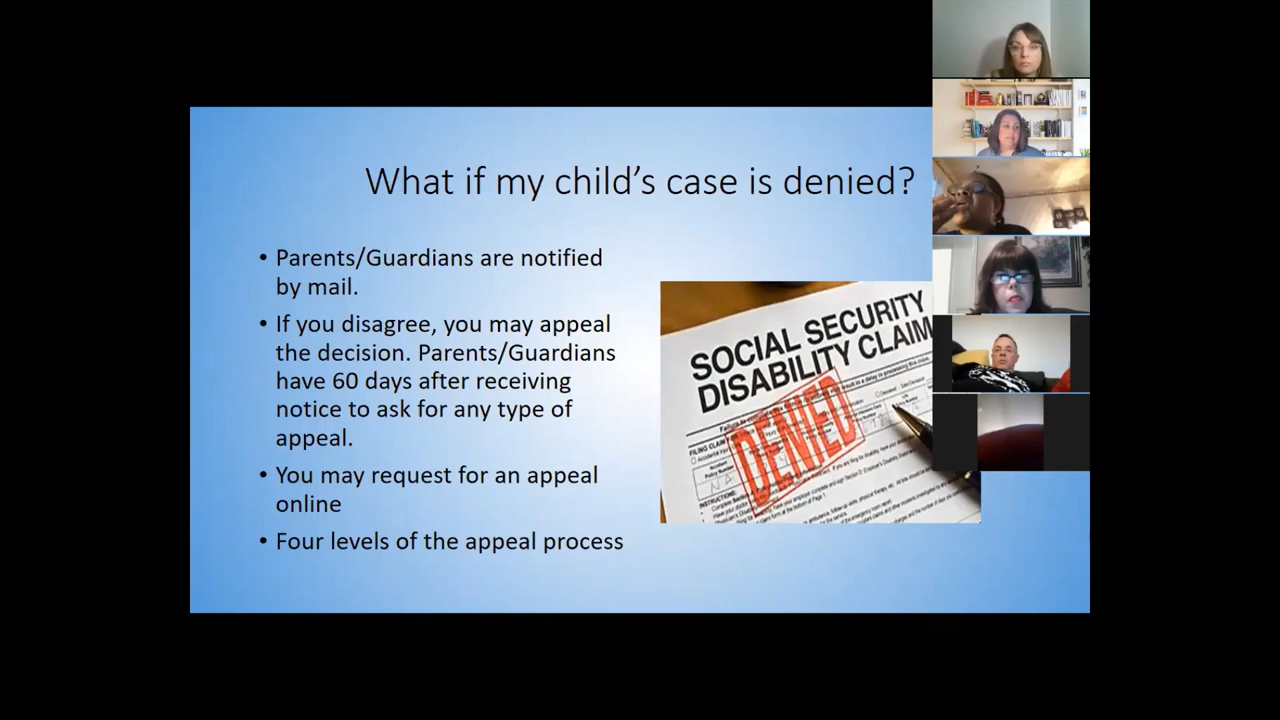 What if my child's case is denied?
• Parents/Guardians are notified
by mail.
• If you disagree, you may appeal
the decision. Parents/Guardians
have 60 days after receiving
notice to ask for any type of
appeal.
• You may request for an appeal
online
• Four levels of the appeal process
SOCIAL SECURITY
DISABILITY CLAIM
DENIED
INSTRUCTIONS: